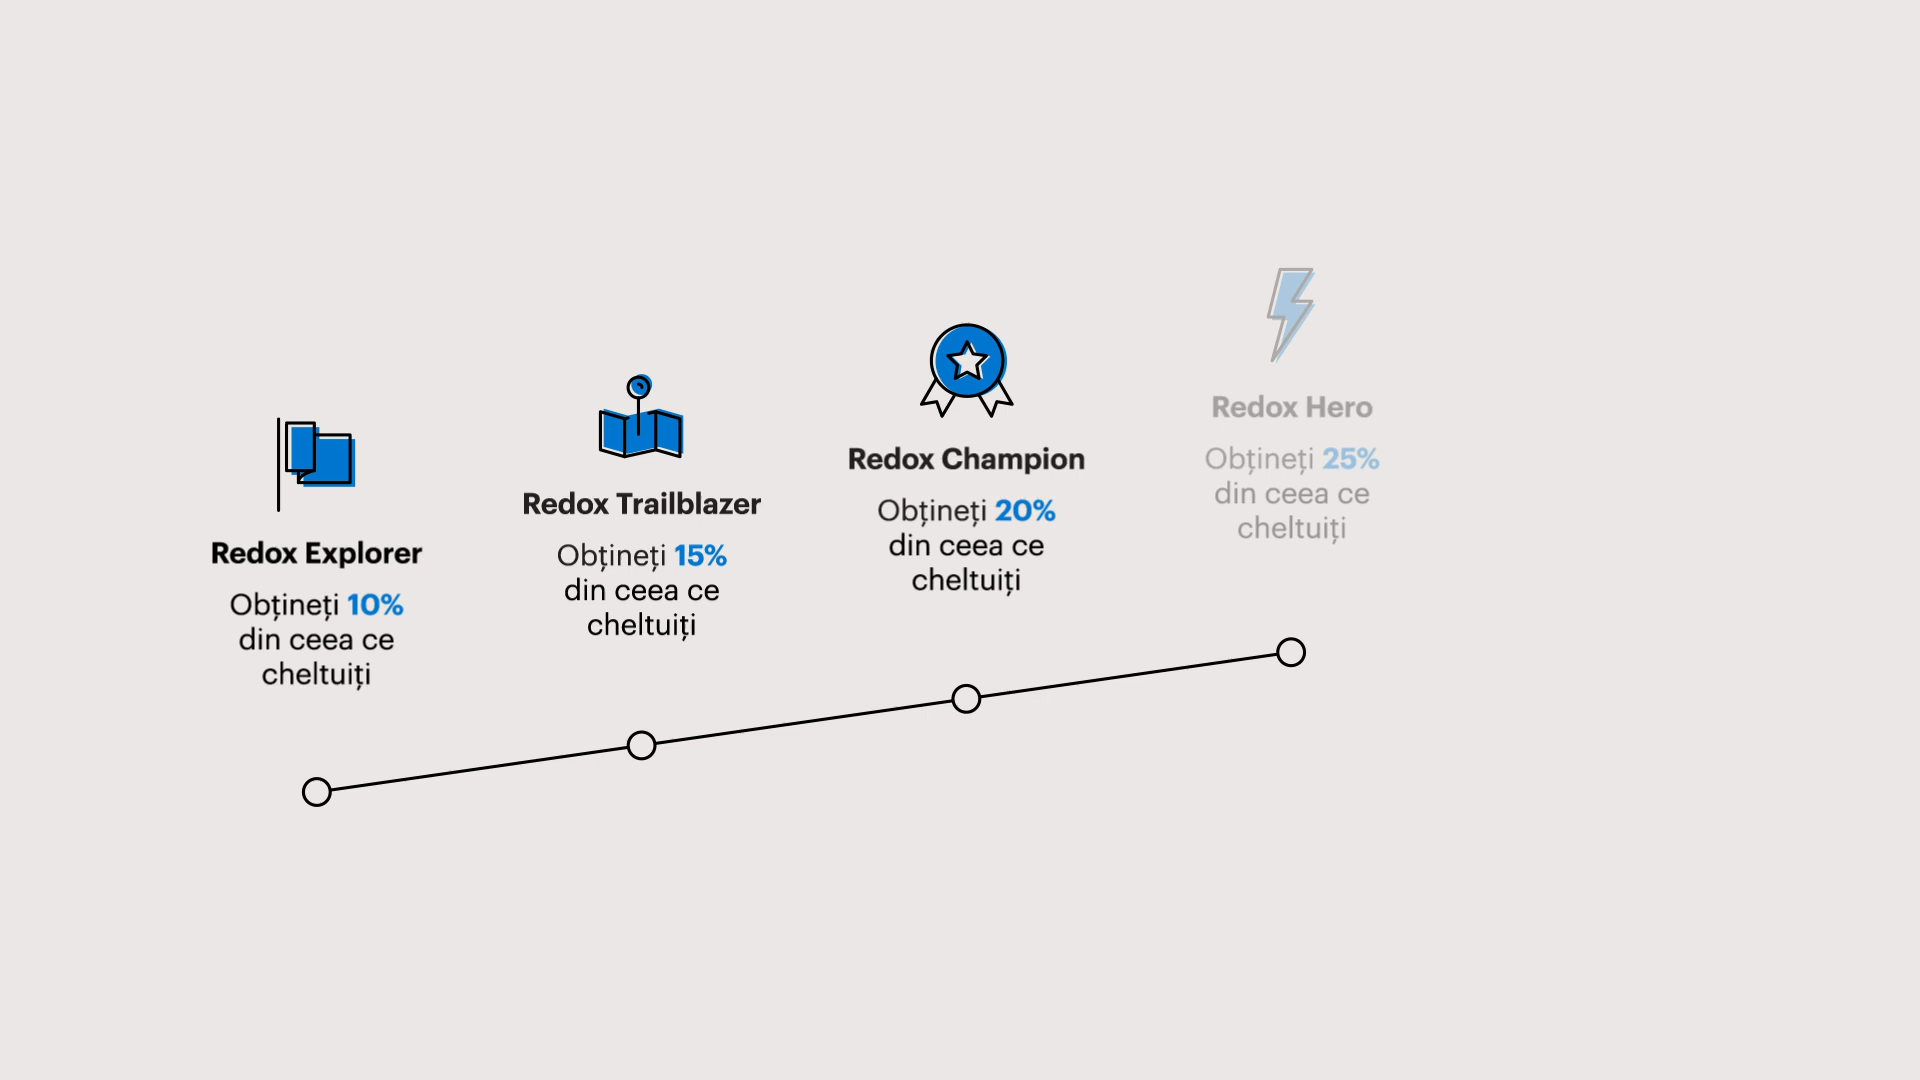 Redox Explorer
Obțineți 10%
din ceea ce
cheltuiți
Redox Trailblazer
Obțineți 15%
din ceea ce
cheltuiți
Redox Champion
Obțineți 20%
din ceea ce
cheltuiți
Redox Hero
Obțineți 25%
din ceea ce
cheltuiți